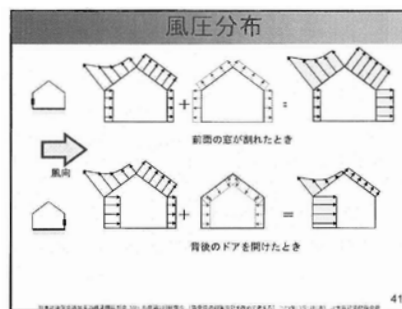 風圧分布
+
=
前面の窓が割れたとき
風向
+
=
背後のドアを開けたとき
41